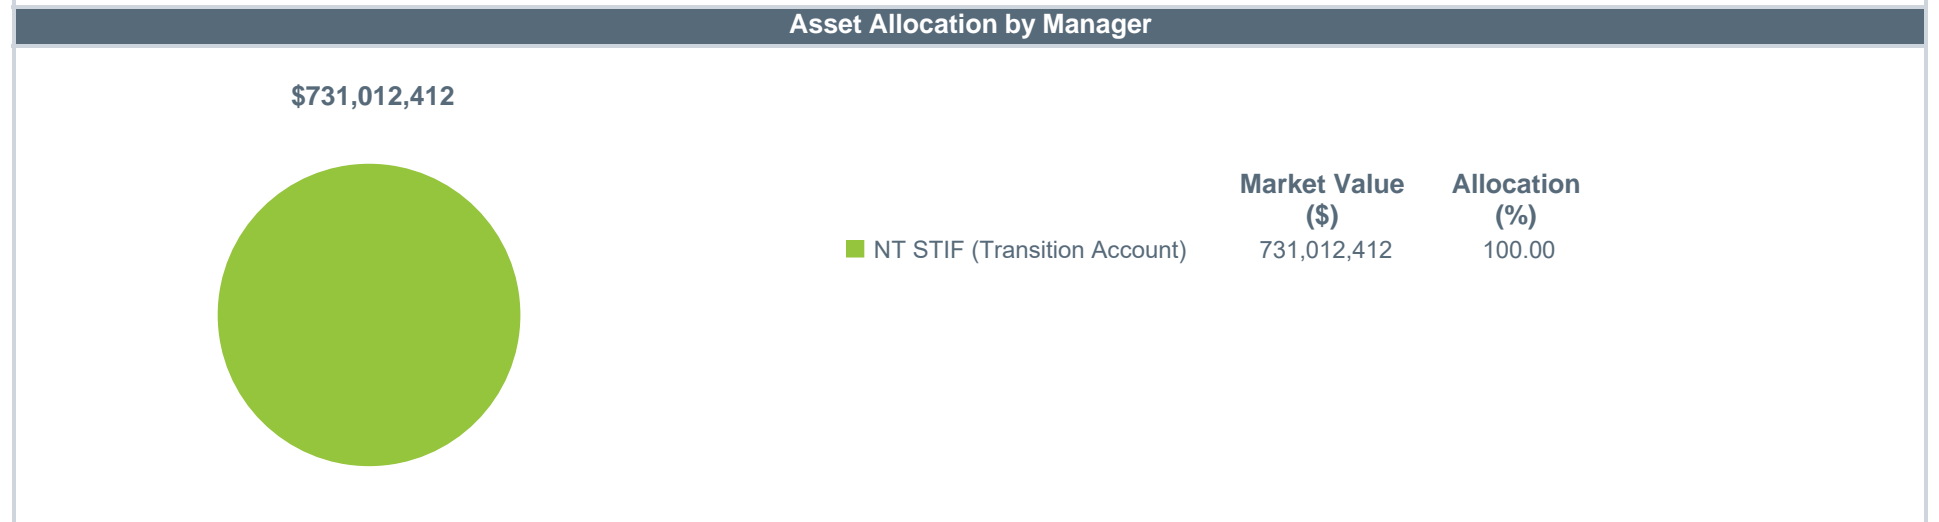 Asset Allocation by Manager
$731,012,412
Market Value Allocation
($) (%)
NT STIF (Transition Account) 731,012,412 100.00